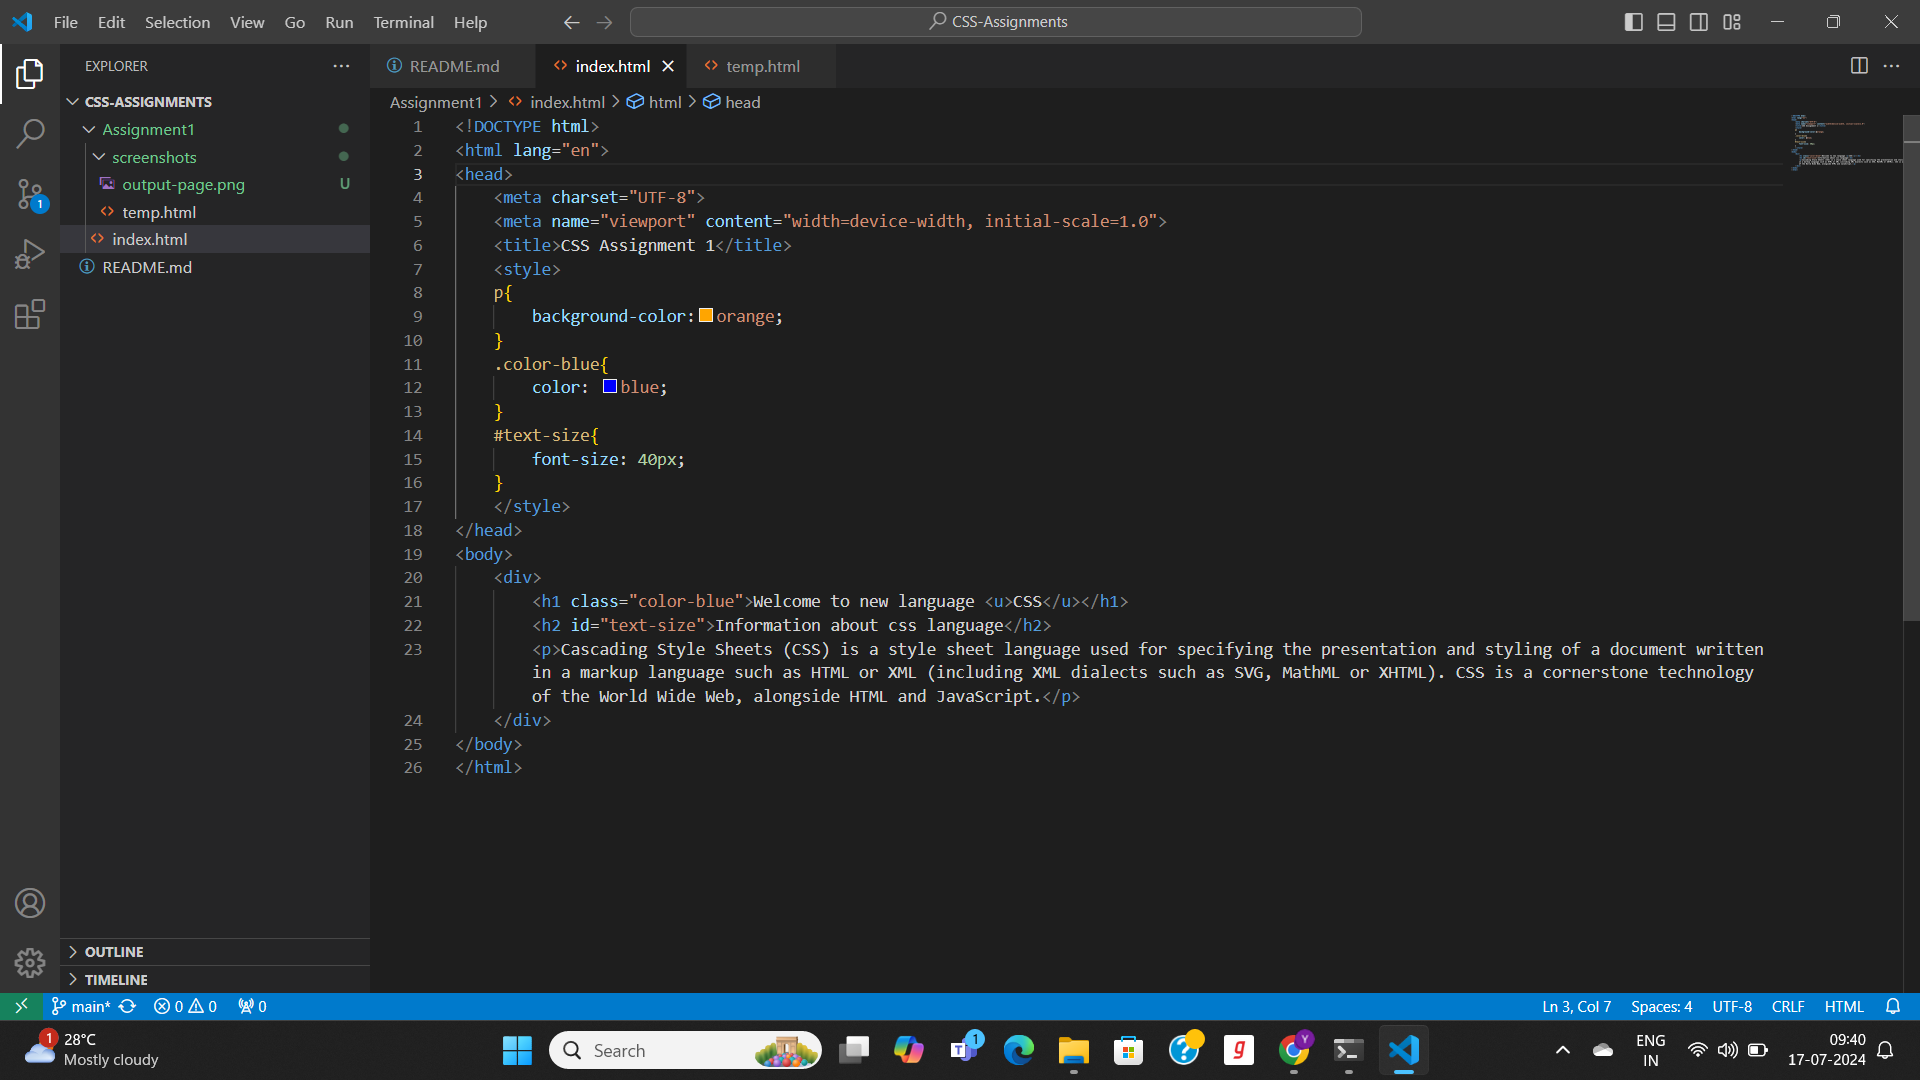 File Edit Selection View Go Run Terminal Help
CSS-Assignments
EXPLORER
README.md
index.html
temp.html
CSS-ASSIGNMENTS
Assignment1
screenshots
output-page.png U
temp.html
index.html
README.md
1
Assignment1 > index.html > html > head
1 <!DOCTYPE html>
2 <html lang="en">
3 <head>
4 <meta charset="UTF-8">
5 <meta name="viewport" content="width=device-width, initial-scale=1.0">
6 <title>CSS Assignment 1</title>
7 <style>
8 p{
9 background-color:orange;
10 }
11 .color-blue{
12 color: blue;
13 }
14 #text-size{
15 font-size: 40px;
16 }
17 </style>
18 </head>
19 <body>
20 <div>
21 <h1 class="color-blue">Welcome to new language <u>CSS</u></h1>
22 <h2 id="text-size">Information about css language</h2>
23 <p>Cascading Style Sheets (CSS) is a style sheet language used for specifying the presentation and styling of a document written
in a markup language such as HTML or XML (including XML dialects such as SVG, MathML or XHTML). CSS is a cornerstone technology
of the World Wide Web, alongside HTML and JavaScript.</p>
24 </div>
25 </body>
26 </html>
OUTLINE
TIMELINE
main* 0 0 0
Ln 3, Col 7 Spaces: 4 UTF-8 CRLF HTML
1
28°C
Mostly cloudy
Search
T
1
g
Y
ENG
IN
09:40
17-07-2024